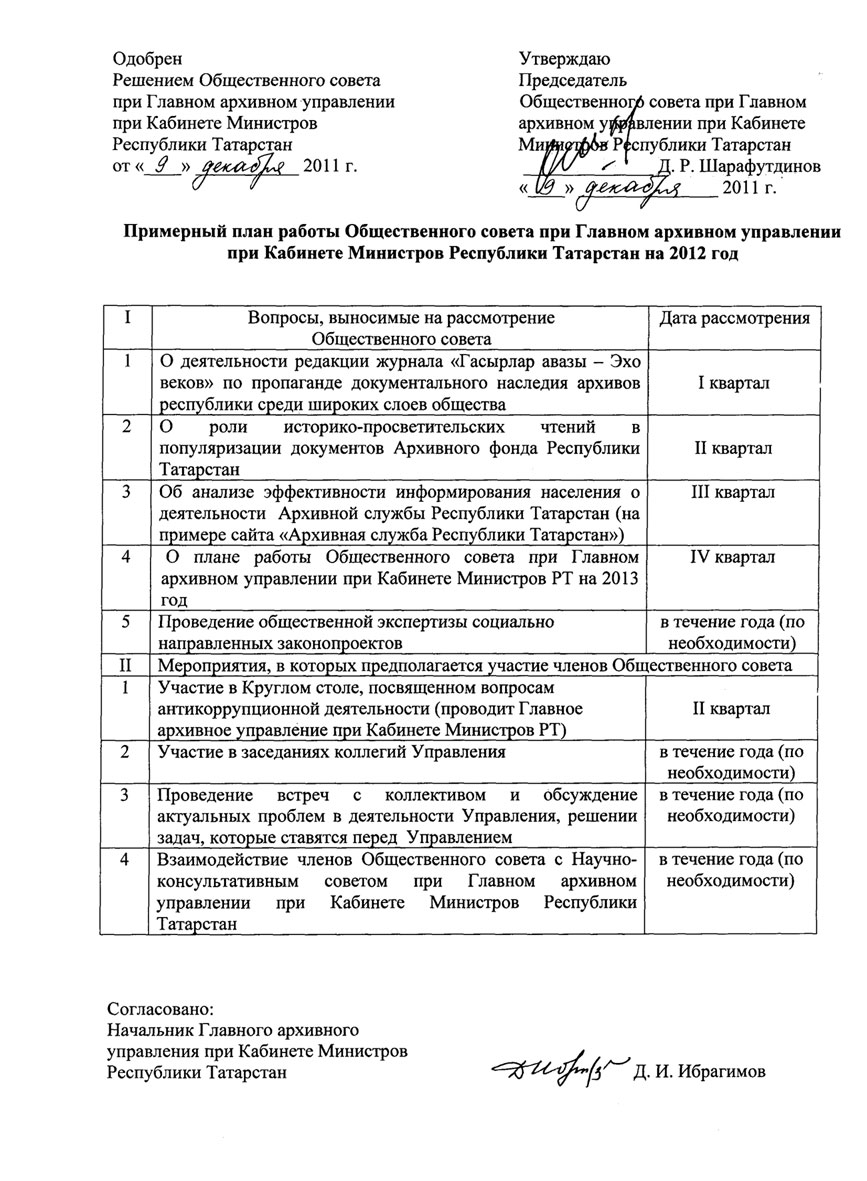 Одобрен
Решением Общественного совета
при Главном архивном управлении
при Кабинете Министров
Республики Татарстан
от «9» декабря 2011 г.
Утверждаю
Председатель
Общественного совета при Главном
архивном управлении при Кабинете
Министров Республики Татарстан
Д. Р. Шарафутдинов
«9» декабря 2011 г.
Примерный план работы Общественного совета при Главном архивном управлении
при Кабинете Министров Республики Татарстан на 2012 год
I
Вопросы, выносимые на рассмотрение
Общественного совета
Дата рассмотрения
1
О деятельности редакции журнала «Гасырлар авазы – Эхо
веков» по пропаганде документального наследия архивов
республики среди широких слоев общества
I квартал
2
О роли историко-просветительских чтений в
популяризации документов Архивного фонда Республики
Татарстан
II квартал
3
Об анализе эффективности информирования населения о
деятельности Архивной службы Республики Татарстан (на
примере сайта «Архивная служба Республики Татарстан»)
III квартал
4
О плане работы Общественного совета при Главном
архивном управлении при Кабинете Министров РТ на 2013
год
IV квартал
5
Проведение общественной экспертизы социально
направленных законопроектов
в течение года (по
необходимости)
II
Мероприятия, в которых предполагается участие членов Общественного совета
1
Участие в Круглом столе, посвященном вопросам
антикоррупционной деятельности (проводит Главное
архивное управление при Кабинете Министров РТ)
II квартал
2
Участие в заседаниях коллегий Управления
в течение года (по
необходимости)
3
Проведение встреч с коллективом и обсуждение
актуальных проблем в деятельности Управления, решении
задач, которые ставятся перед Управлением
в течение года (по
необходимости)
4
Взаимодействие членов Общественного совета с Научно-
консультативным советом при Главном архивном
управлении при Кабинете Министров Республики
Татарстан
в течение года (по
необходимости)
Согласовано:
Начальник Главного архивного
управления при Кабинете Министров
Республики Татарстан
Д. И. Ибрагимов